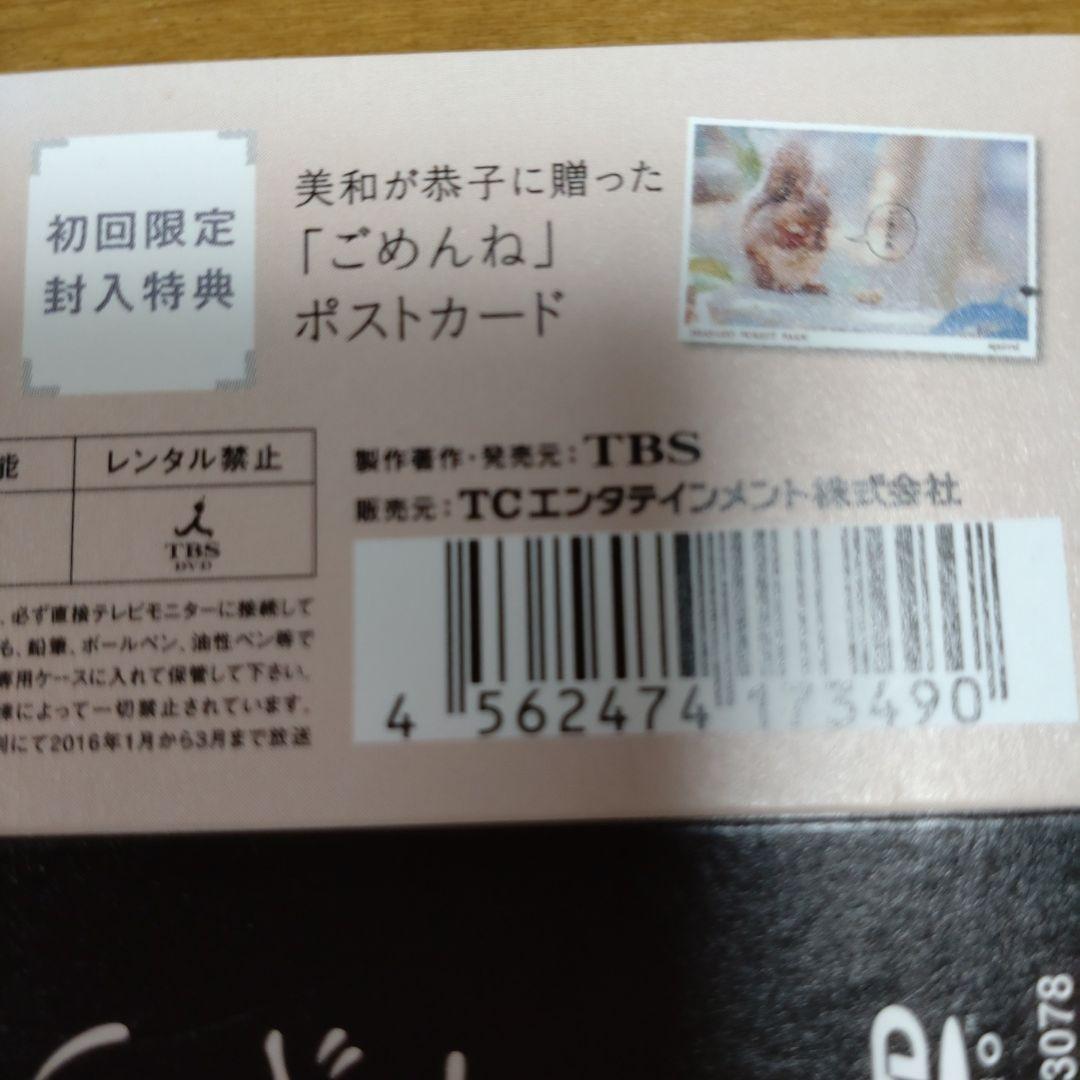 初回限定
封入特典
美和が恭子に贈った
「ごめんね」
ポストカード
能
レンタル禁止
TBS
DVD
製作著作・発売元：TBS
販売元：TCエンタテインメント株式会社
、必ず直接テレビモニターに接続して
も、鉛筆、ボールペン、油性ペン等で
専用ケースに入れて保管して下さい。
によって一切禁止されています。
にて2016年1月から3月まで放送
4 562474 173490
3078